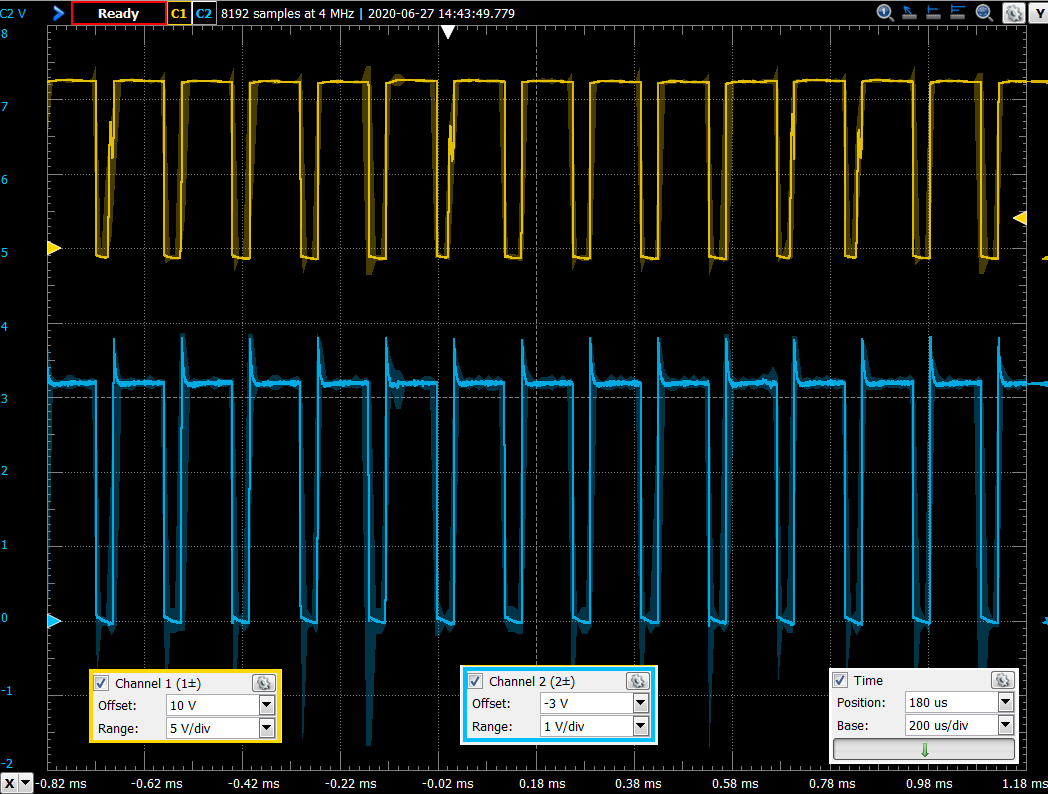 C2 V Ready C1 C2 8192 samples at 4 MHz | 2020-06-27 14:43:49.779 Y
8
7
6
5
4
3
2
1
0
-1
-2
Channel 1 (1±)
Offset: 10 V
Range: 5 V/div
Channel 2 (2±)
Offset: -3 V
Range: 1 V/div
Time
Position: 180 us
Base: 200 us/div
X -0.82 ms -0.62 ms -0.42 ms -0.22 ms -0.02 ms 0.18 ms 0.38 ms 0.58 ms 0.78 ms 0.98 ms 1.18 ms